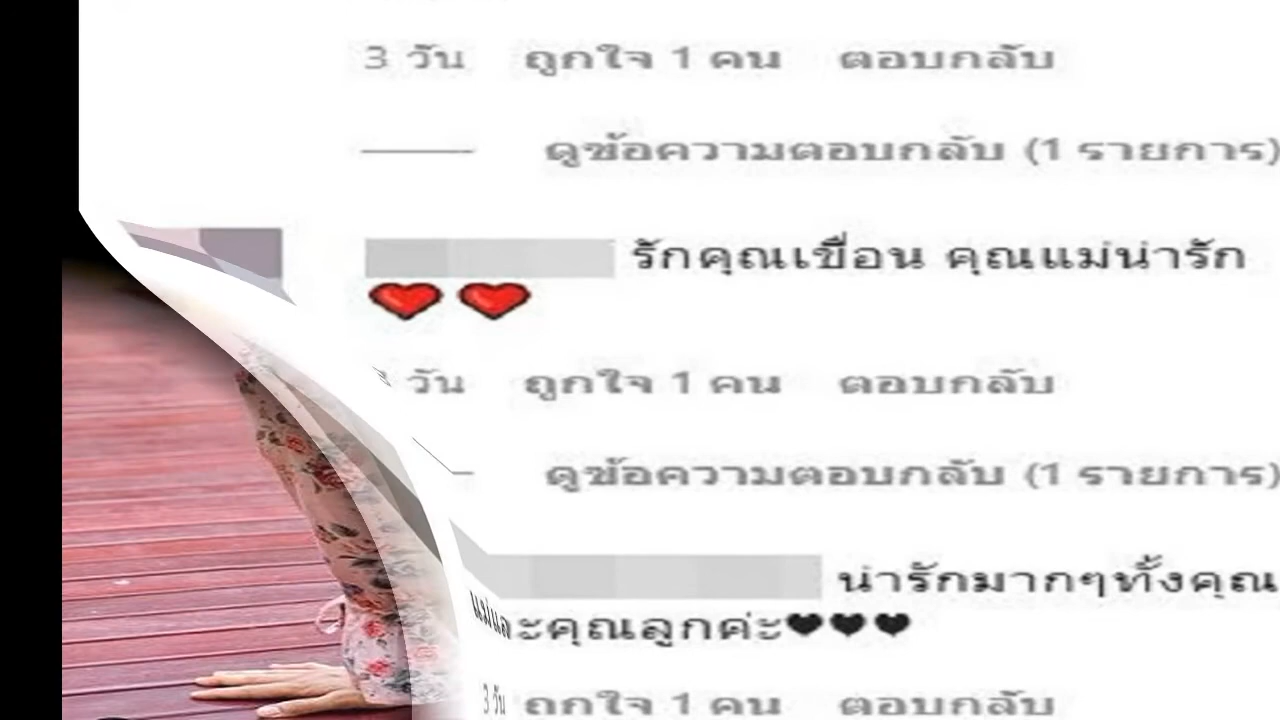 3 วัน ถูกใจ 1 คน ตอบกลับ
ดูข้อความตอบกลับ (1 รายการ)
รักคุณเขื่อน คุณแม่น่ารัก
❤️ ❤️
วัน ถูกใจ 1 คน ตอบกลับ
ดูข้อความตอบกลับ (1 รายการ)
น่ารักมากๆทั้งคุณ
แม่และคุณลูกค่ะ🖤🖤🖤
3 วัน ถูกใจ 1 คน ตอบกลับ